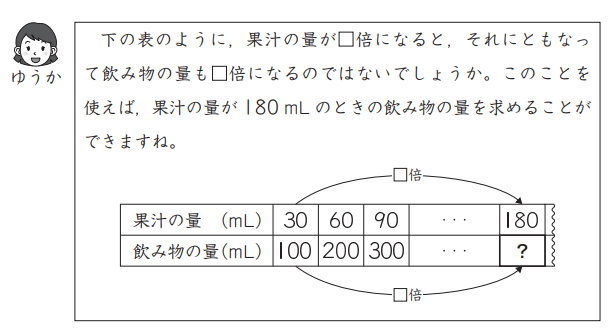 下の表のように，果汁の量が□倍になると，それにともなっ
て飲み物の量も□倍になるのではないでしょうか。このことを
使えば，果汁の量が180 mLのときの飲み物の量を求めることが
できますね。
ゆうか
□倍
果汁の量 (mL) 30 60 90 ··· 180
飲み物の量(mL) 100 200 300 ··· ?
□倍